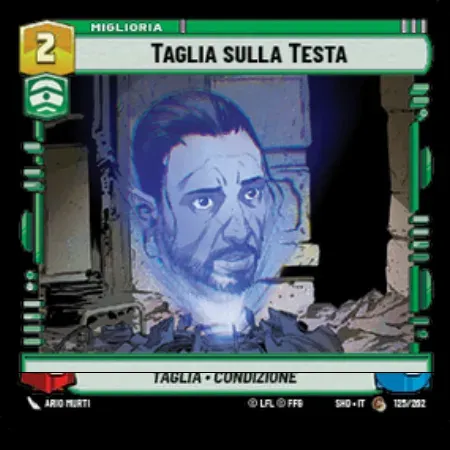 MIGLIORIA
2
TAGLIA SULLA TESTA
TAGLIA • CONDIZIONE
ARIO MURTI
© LFL © FFG
SHD • IT
125/262